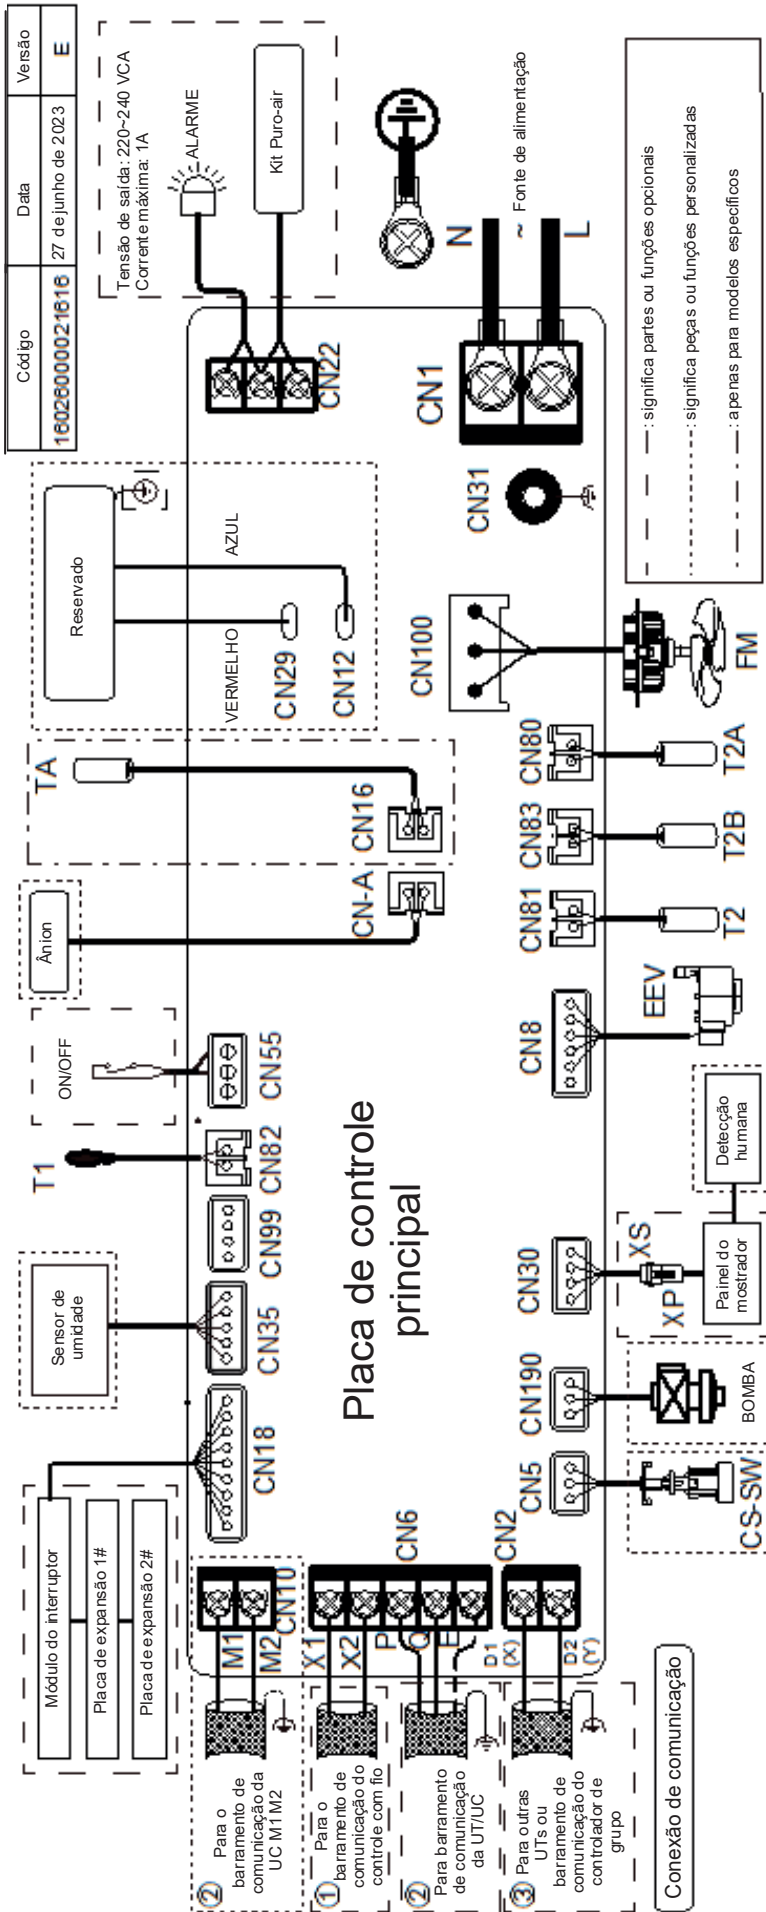 Código
Data
Versão
16026000021616
27 de junho de 2023
E
Módulo do interruptor
Placa de expansão 1#
Placa de expansão 2#
Sensor de
umidade
T1
ON/OFF
Ânion
TA
Reservado
VERMELHO
AZUL
Tensão de saída: 220~240 VCA
Corrente máxima: 1A
ALARME
Kit Puro-air
CN18
CN35
CN99
CN82
CN55
CN-A
CN16
CN29
CN12
CN22
② Para o
barramento de
comunicação da
UC M1M2
M1
M2
CN10
① Para o
barramento de
comunicação do
controle com fio
X1
X2
② Para barramento
de comunicação
da UT/UC
P
Q
E
CN6
③ Para outras
UTs ou
barramento de
comunicação do
controlador de
grupo
D1
(X)
D2
(Y)
CN2
Placa de controle
principal
CN100
CN31
CN1
N
~ Fonte de alimentação
L
CN5
CN190
CN30
CN8
CN81
CN83
CN80
CS-SW
BOMBA
XP
XS
Painel do
mostrador
Detecção
humana
EEV
T2
T2B
T2A
FM
Conexão de comunicação
: significa partes ou funções opcionais
: significa peças ou funções personalizadas
: apenas para modelos específicos